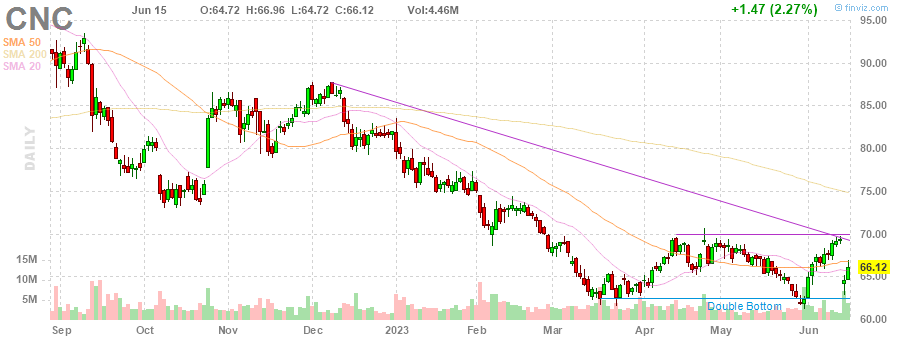 CNC
Jun 15 O:64.72 H:66.96 L:64.72 C:66.12 Vol:4.46M +1.47 (2.27%) © finviz.com
SMA 50
SMA 200
SMA 20
DAILY
95.00
90.00
85.00
80.00
75.00
70.00
66.12
65.00
60.00
15M
10M
5M
Double Bottom
Sep Oct Nov Dec 2023 Feb Mar Apr May Jun